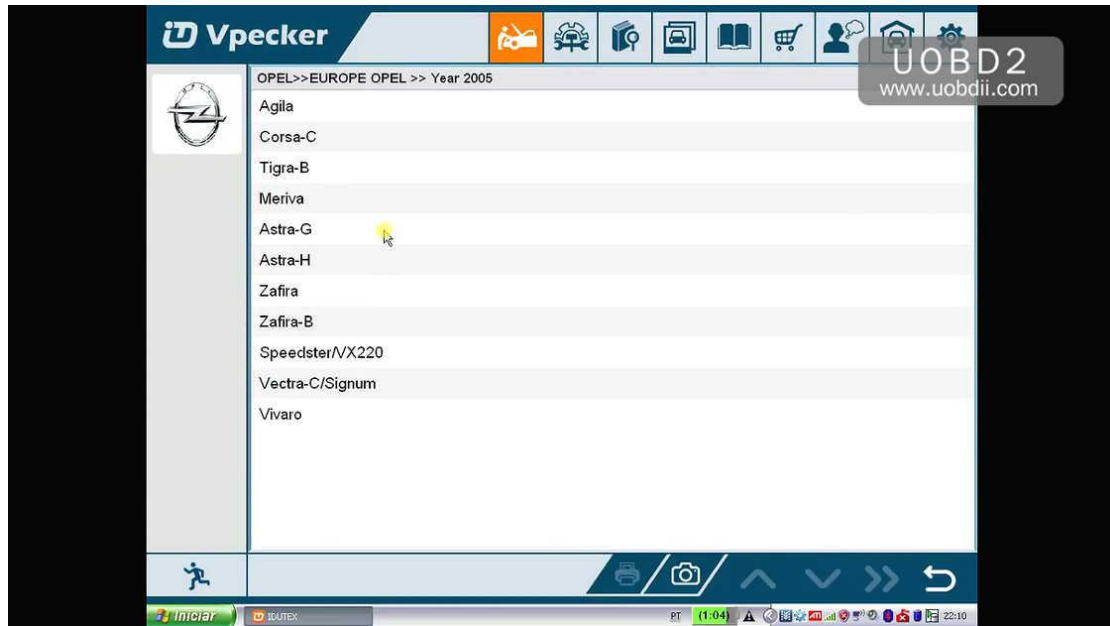 Vpecker
UOBD2
www.uobdii.com
OPEL>>EUROPE OPEL >> Year 2005
Agila
Corsa-C
Tigra-B
Meriva
Astra-G
Astra-H
Zafira
Zafira-B
Speedster/VX220
Vectra-C/Signum
Vivaro
Iniciar
IDUTEX
PT
(1:04)
22:10